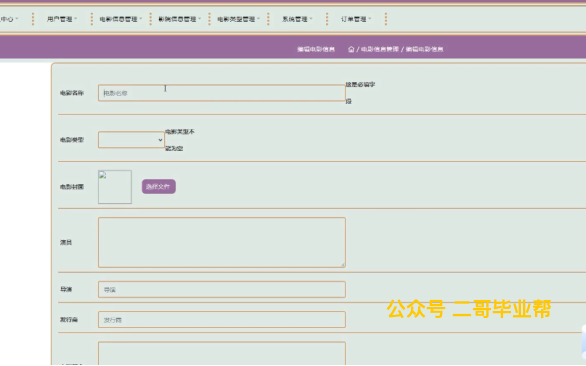 中心 用户管理 电影信息管理 影院信息管理 电影类型管理 系统管理 订单管理
编辑电影信息 / 电影信息管理 / 编辑电影信息
电影名称 电影名称 这是必填字
段
电影类型 电影类型不
能为空
电影封面 选择文件
演员
导演 导演
发行商 发行商
公众号 二哥毕业帮